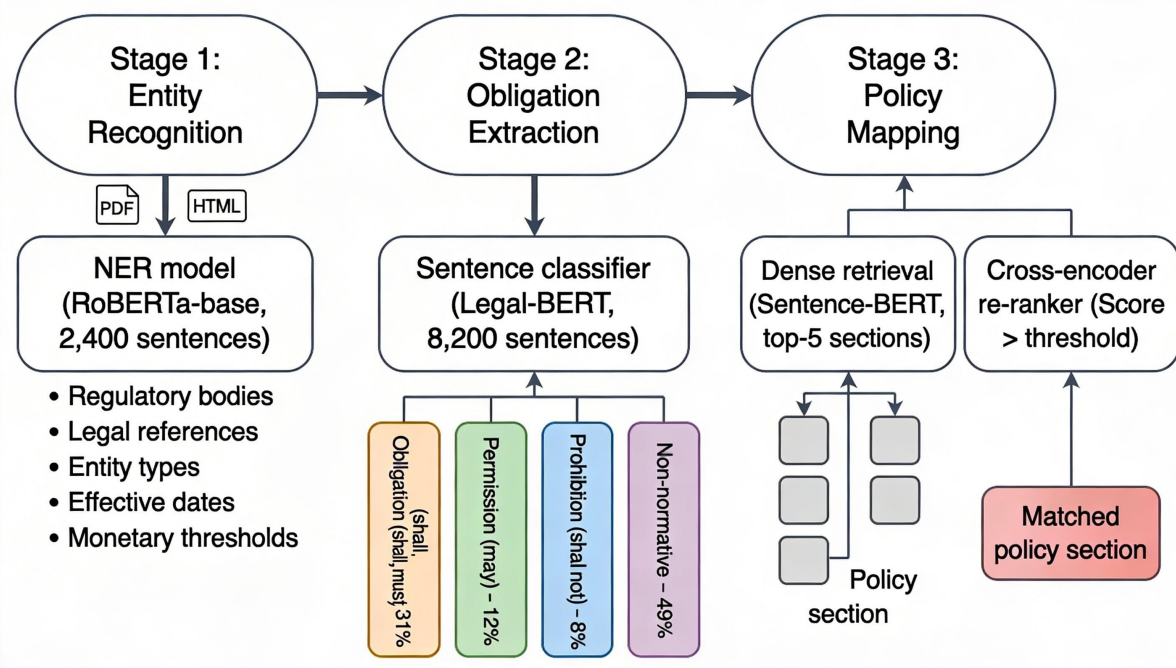 Stage 1:
Entity
Recognition
Stage 2:
Obligation
Extraction
Stage 3:
Policy
Mapping
PDF
HTML
NER model
(RoBERTa-base,
2,400 sentences)
Sentence classifier
(Legal-BERT,
8,200 sentences)
Dense retrieval
(Sentence-BERT,
top-5 sections)
Cross-encoder
re-ranker (Score
> threshold)
• Regulatory bodies
• Legal references
• Entity types
• Effective dates
• Monetary thresholds
(shall,
Obligation (shall, must, 31%
Permission (may) – 12%
Prohibition (shal not) – 8%
Non-normative – 49%
Policy
section
Matched
policy section